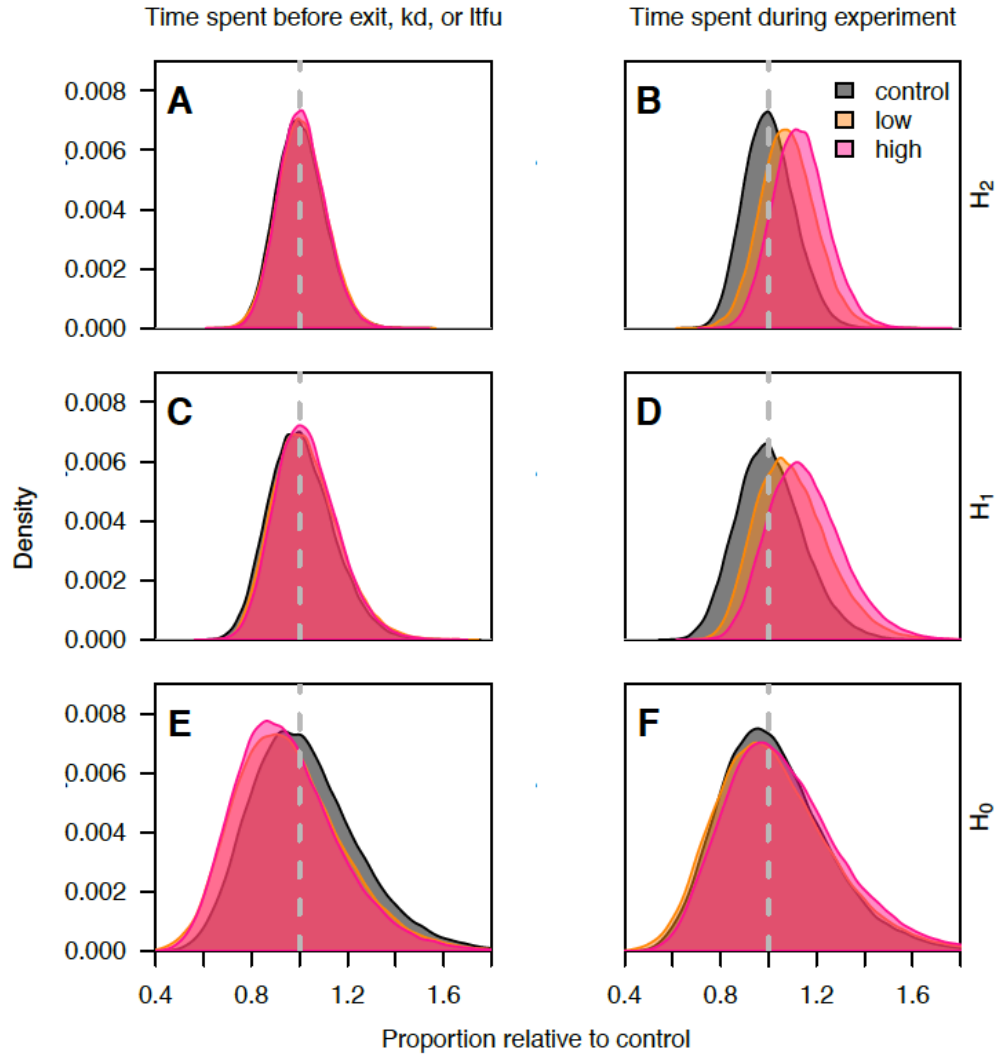 Time spent before exit, kd, or ltfu
Time spent during experiment
A
0.008
0.006
0.004
0.002
0.000
B
control
low
high
H2
C
0.008
0.006
0.004
0.002
0.000
D
H1
Density
E
0.008
0.006
0.004
0.002
0.000
F
H0
0.4 0.8 1.2 1.6
0.4 0.8 1.2 1.6
Proportion relative to control